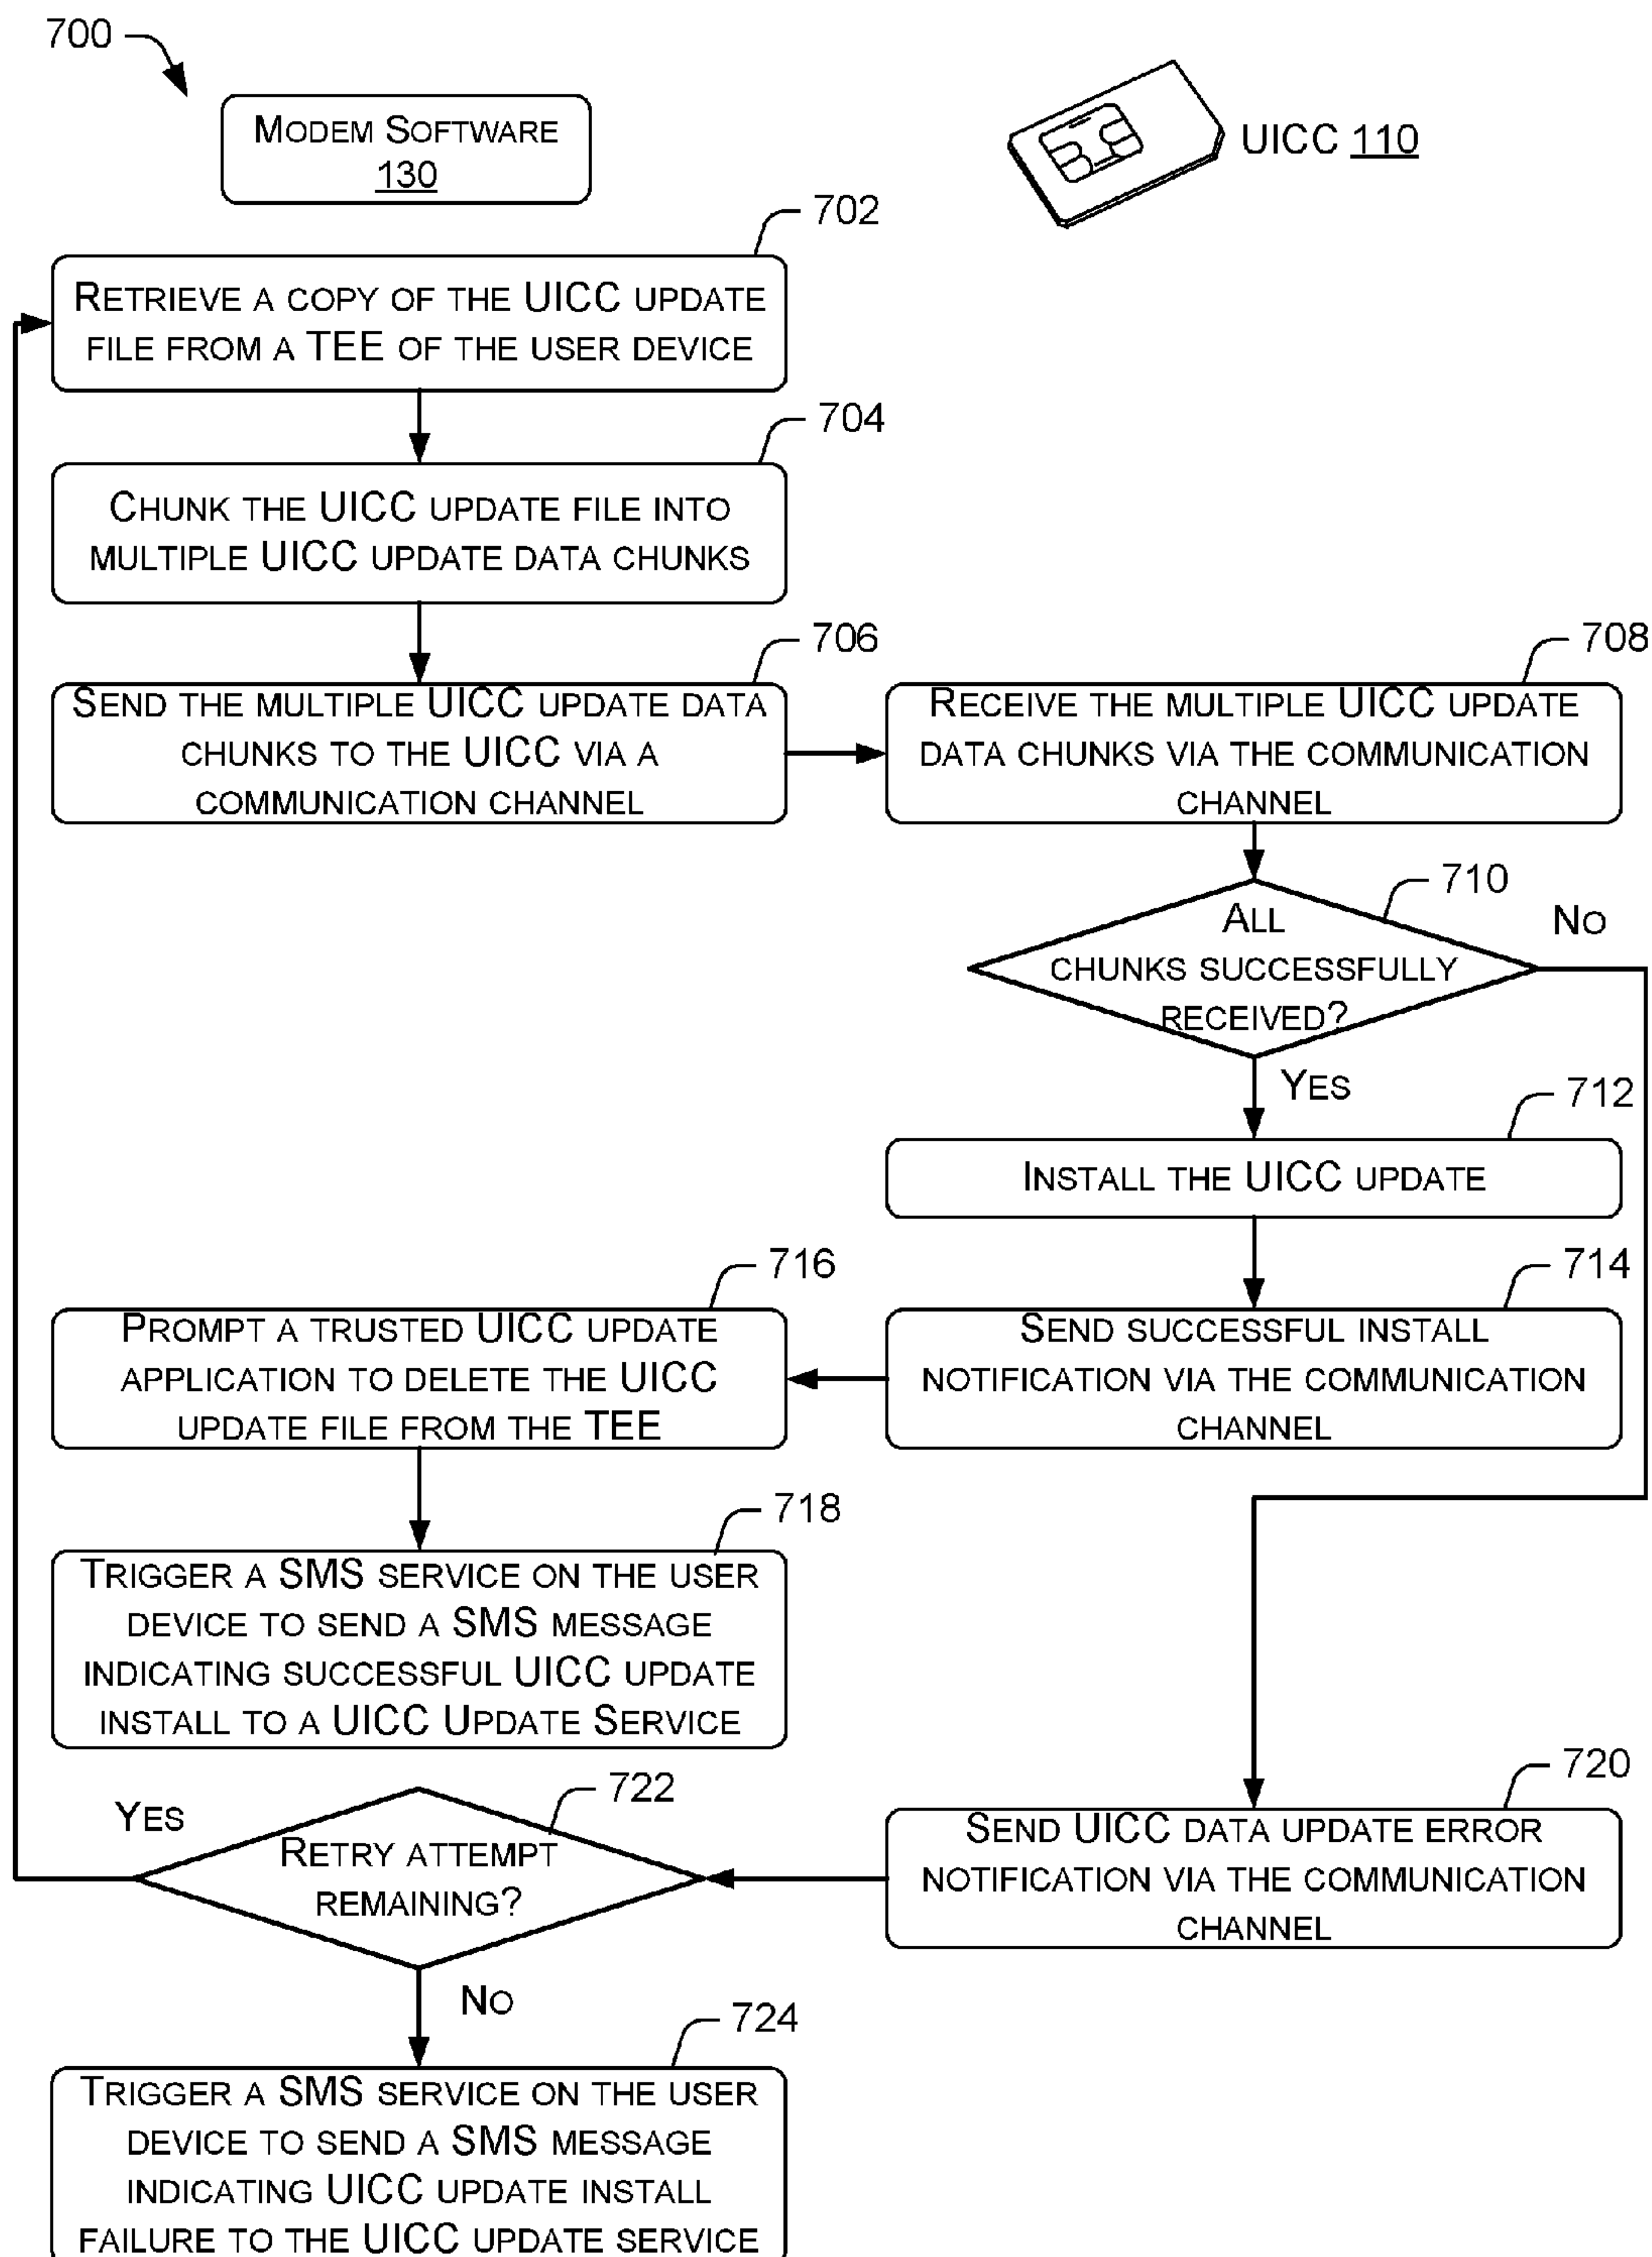 700
MODEM SOFTWARE
130
UICC 110
702
RETRIEVE A COPY OF THE UICC UPDATE
FILE FROM A TEE OF THE USER DEVICE
704
CHUNK THE UICC UPDATE FILE INTO
MULTIPLE UICC UPDATE DATA CHUNKS
706
SEND THE MULTIPLE UICC UPDATE DATA
CHUNKS TO THE UICC VIA A
COMMUNICATION CHANNEL
708
RECEIVE THE MULTIPLE UICC UPDATE
DATA CHUNKS VIA THE COMMUNICATION
CHANNEL
710
ALL
CHUNKS SUCCESSFULLY
RECEIVED?
NO
YES
712
INSTALL THE UICC UPDATE
714
SEND SUCCESSFUL INSTALL
NOTIFICATION VIA THE COMMUNICATION
CHANNEL
716
PROMPT A TRUSTED UICC UPDATE
APPLICATION TO DELETE THE UICC
UPDATE FILE FROM THE TEE
718
TRIGGER A SMS SERVICE ON THE USER
DEVICE TO SEND A SMS MESSAGE
INDICATING SUCCESSFUL UICC UPDATE
INSTALL TO A UICC UPDATE SERVICE
720
SEND UICC DATA UPDATE ERROR
NOTIFICATION VIA THE COMMUNICATION
CHANNEL
722
RETRY ATTEMPT
REMAINING?
YES
NO
724
TRIGGER A SMS SERVICE ON THE USER
DEVICE TO SEND A SMS MESSAGE
INDICATING UICC UPDATE INSTALL
FAILURE TO THE UICC UPDATE SERVICE